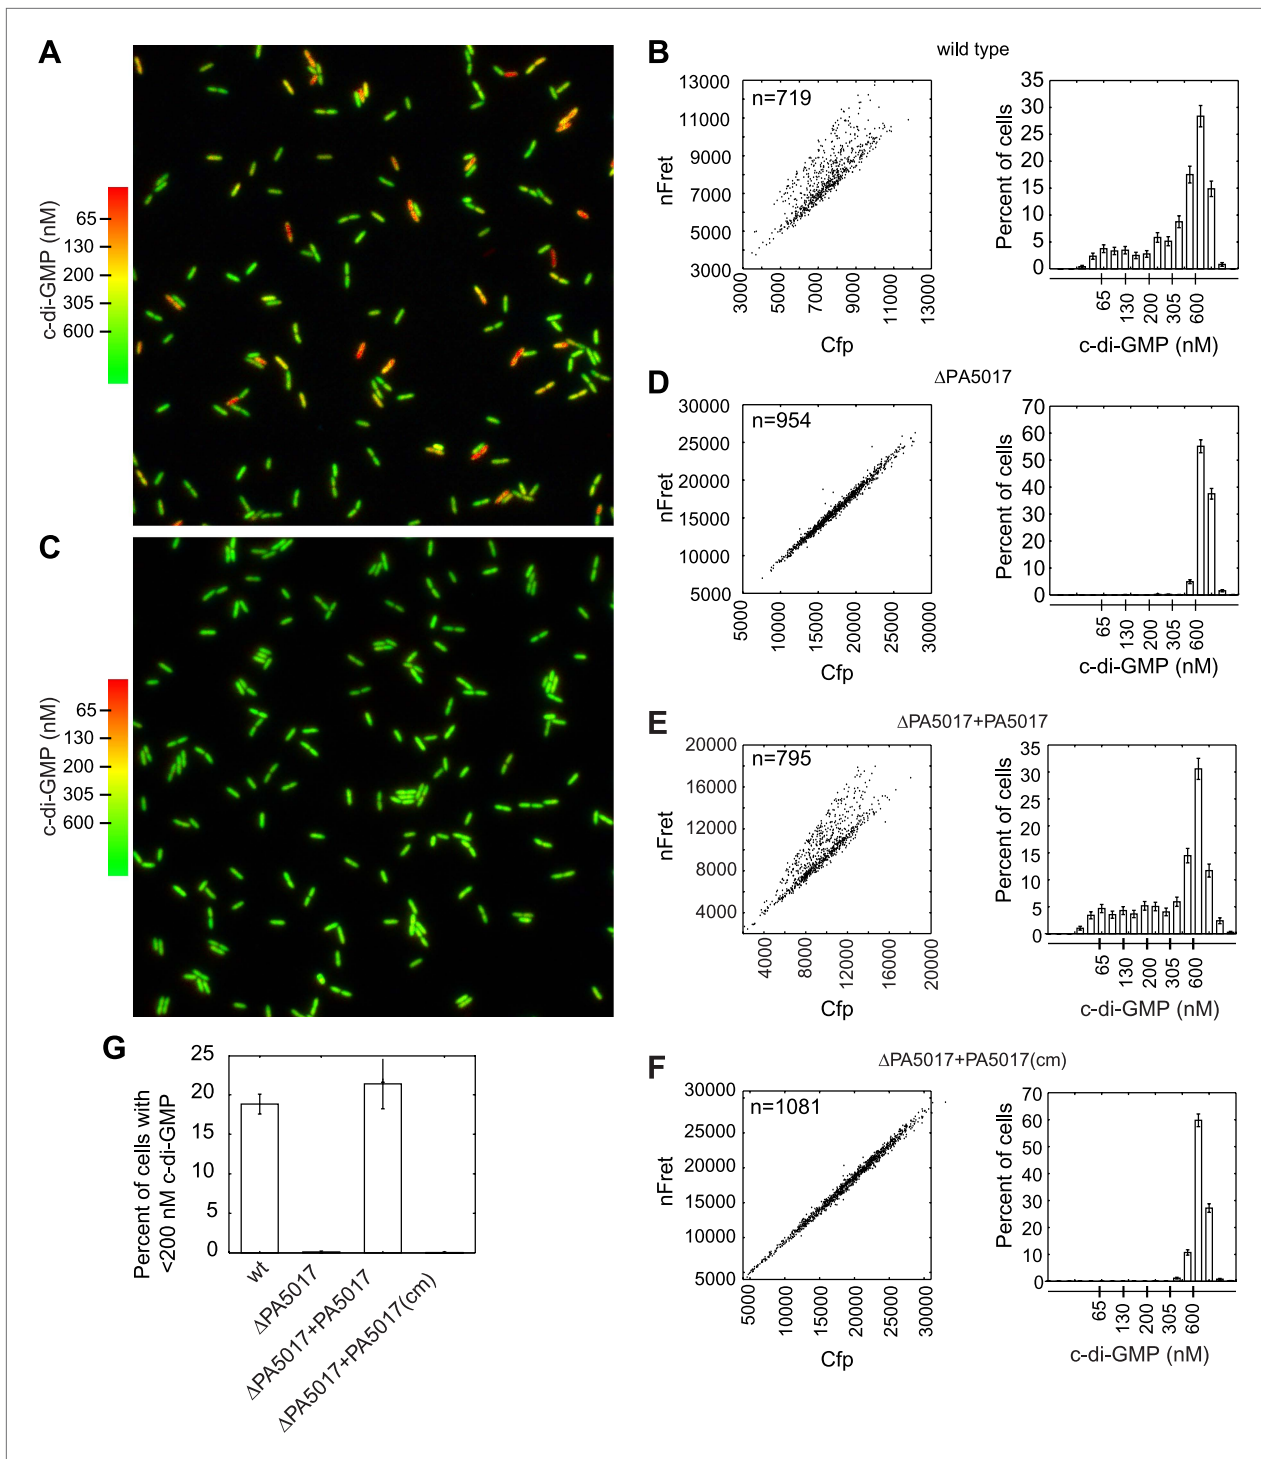 A
c-di-GMP (nM)
65
130
200
305
600
B
wild type
n=719
nFret
13000
11000
9000
7000
5000
3000
3000
5000
7000
9000
11000
13000
Cfp
Percent of cells
35
30
25
20
15
10
5
0
65
130
200
305
600
c-di-GMP (nM)
C
c-di-GMP (nM)
65
130
200
305
600
D
ΔPA5017
n=954
nFret
30000
25000
20000
15000
10000
5000
5000
10000
15000
20000
25000
30000
Cfp
Percent of cells
70
60
50
40
30
20
10
0
65
130
200
305
600
c-di-GMP (nM)
E
ΔPA5017+PA5017
n=795
nFret
20000
16000
12000
8000
4000
4000
8000
12000
16000
20000
Cfp
Percent of cells
35
30
25
20
15
10
5
0
65
130
200
305
600
c-di-GMP (nM)
F
ΔPA5017+PA5017(cm)
n=1081
nFret
30000
25000
20000
15000
10000
5000
5000
10000
15000
20000
25000
30000
Cfp
Percent of cells
70
60
50
40
30
20
10
0
65
130
200
305
600
c-di-GMP (nM)
G
Percent of cells with
<200 nM c-di-GMP
25
20
15
10
5
0
wt
ΔPA5017
ΔPA5017+PA5017
ΔPA5017+PA5017(cm)